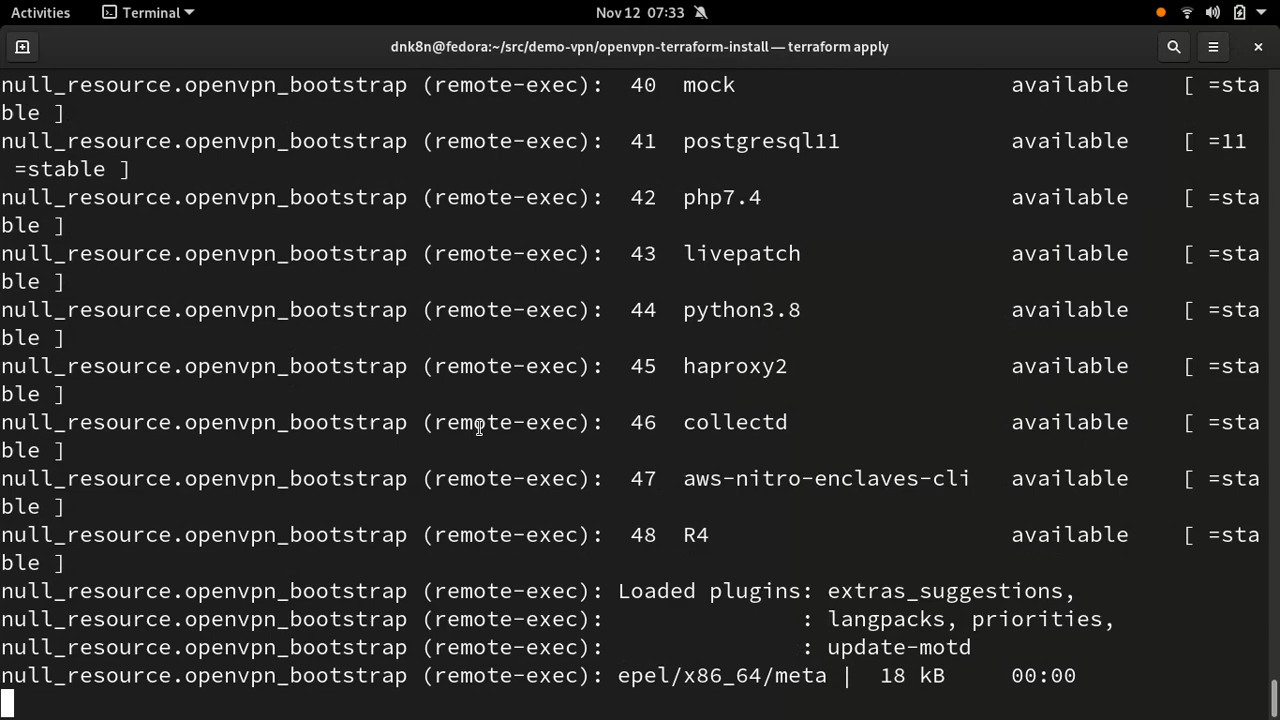 Activities Terminal Nov 12 07:33
dnk8n@fedora:~/src/demo-vpn/openvpn-terraform-install — terraform apply
null_resource.openvpn_bootstrap (remote-exec):  40  mock                     available    [ =sta
ble ]
null_resource.openvpn_bootstrap (remote-exec):  41  postgresql11             available    [ =11
 =stable ]
null_resource.openvpn_bootstrap (remote-exec):  42  php7.4                   available    [ =sta
ble ]
null_resource.openvpn_bootstrap (remote-exec):  43  livepatch                available    [ =sta
ble ]
null_resource.openvpn_bootstrap (remote-exec):  44  python3.8                available    [ =sta
ble ]
null_resource.openvpn_bootstrap (remote-exec):  45  haproxy2                 available    [ =sta
ble ]
null_resource.openvpn_bootstrap (remote-exec):  46  collectd                 available    [ =sta
ble ]
null_resource.openvpn_bootstrap (remote-exec):  47  aws-nitro-enclaves-cli   available    [ =sta
ble ]
null_resource.openvpn_bootstrap (remote-exec):  48  R4                       available    [ =sta
ble ]
null_resource.openvpn_bootstrap (remote-exec): Loaded plugins: extras_suggestions,
null_resource.openvpn_bootstrap (remote-exec):               : langpacks, priorities,
null_resource.openvpn_bootstrap (remote-exec):               : update-motd
null_resource.openvpn_bootstrap (remote-exec): epel/x86_64/meta |  18 kB     00:00